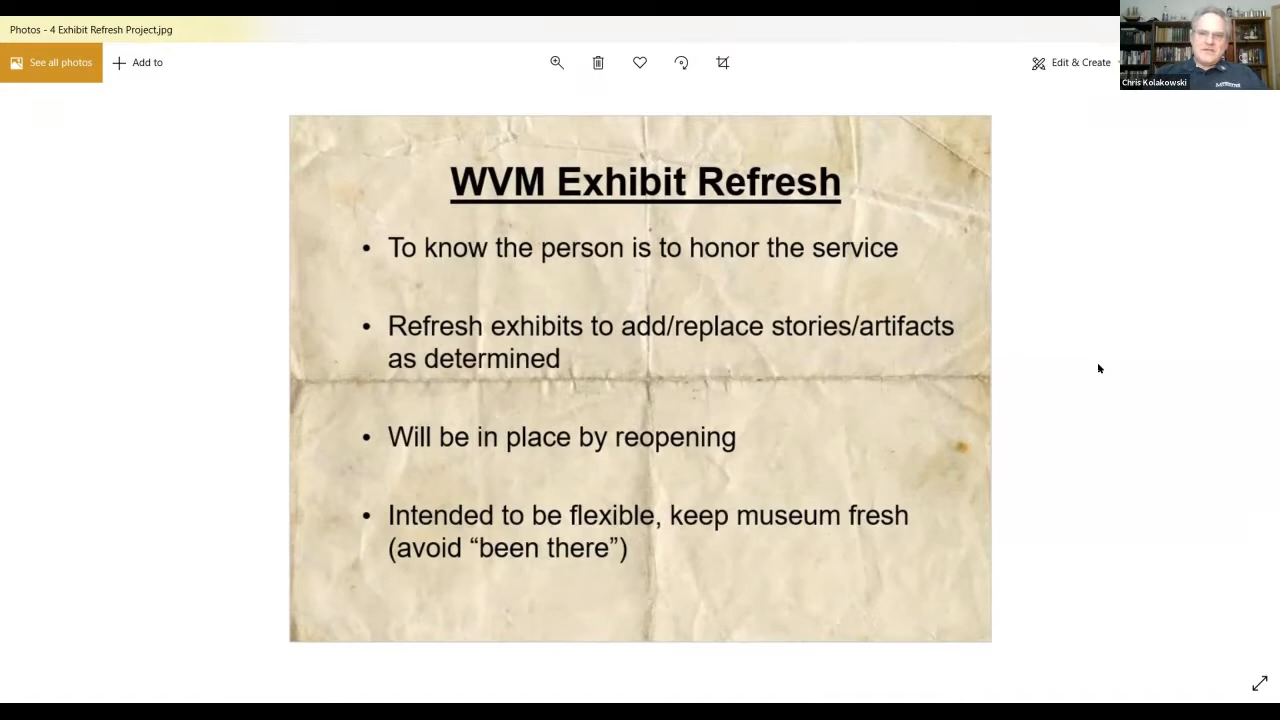 Photos - 4 Exhibit Refresh Project.jpg
See all photos
Add to
Edit & Create
Chris Kolakowski
WVM Exhibit Refresh
• To know the person is to honor the service
• Refresh exhibits to add/replace stories/artifacts
as determined
• Will be in place by reopening
• Intended to be flexible, keep museum fresh
(avoid “been there”)